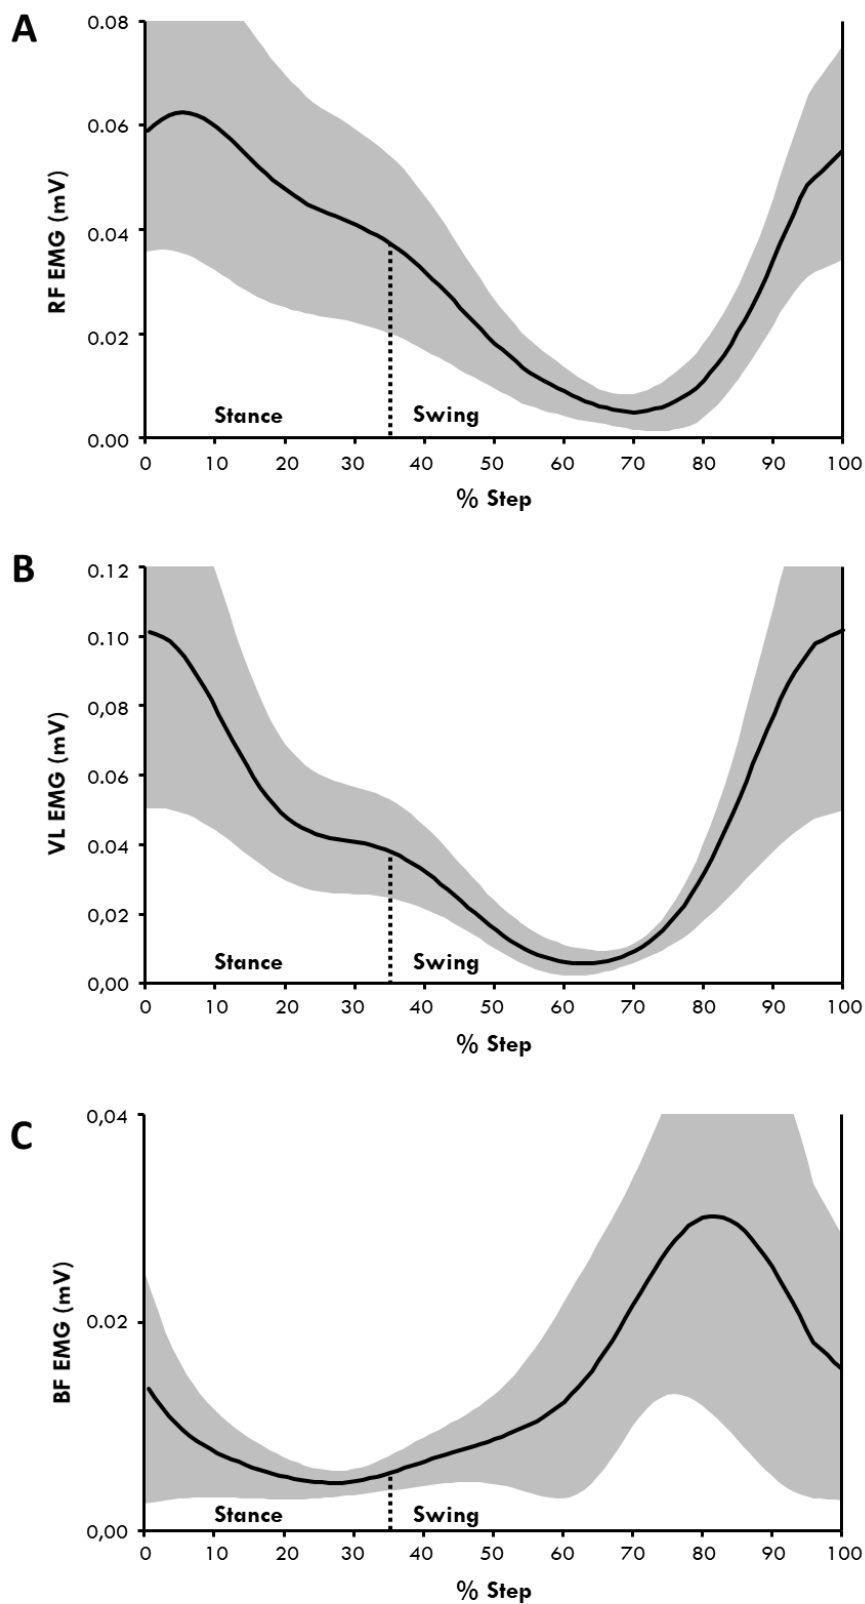 A
RF EMG (mV)
0.08
0.06
0.04
0.02
0.00
Stance
Swing
0 10 20 30 40 50 60 70 80 90 100
% Step
B
VL EMG (mV)
0.12
0.10
0,08
0.06
0.04
0,02
0,00
Stance
Swing
0 10 20 30 40 50 60 70 80 90 100
% Step
C
BF EMG (mV)
0,04
0.02
0,00
Stance
Swing
0 10 20 30 40 50 60 70 80 90 100
% Step